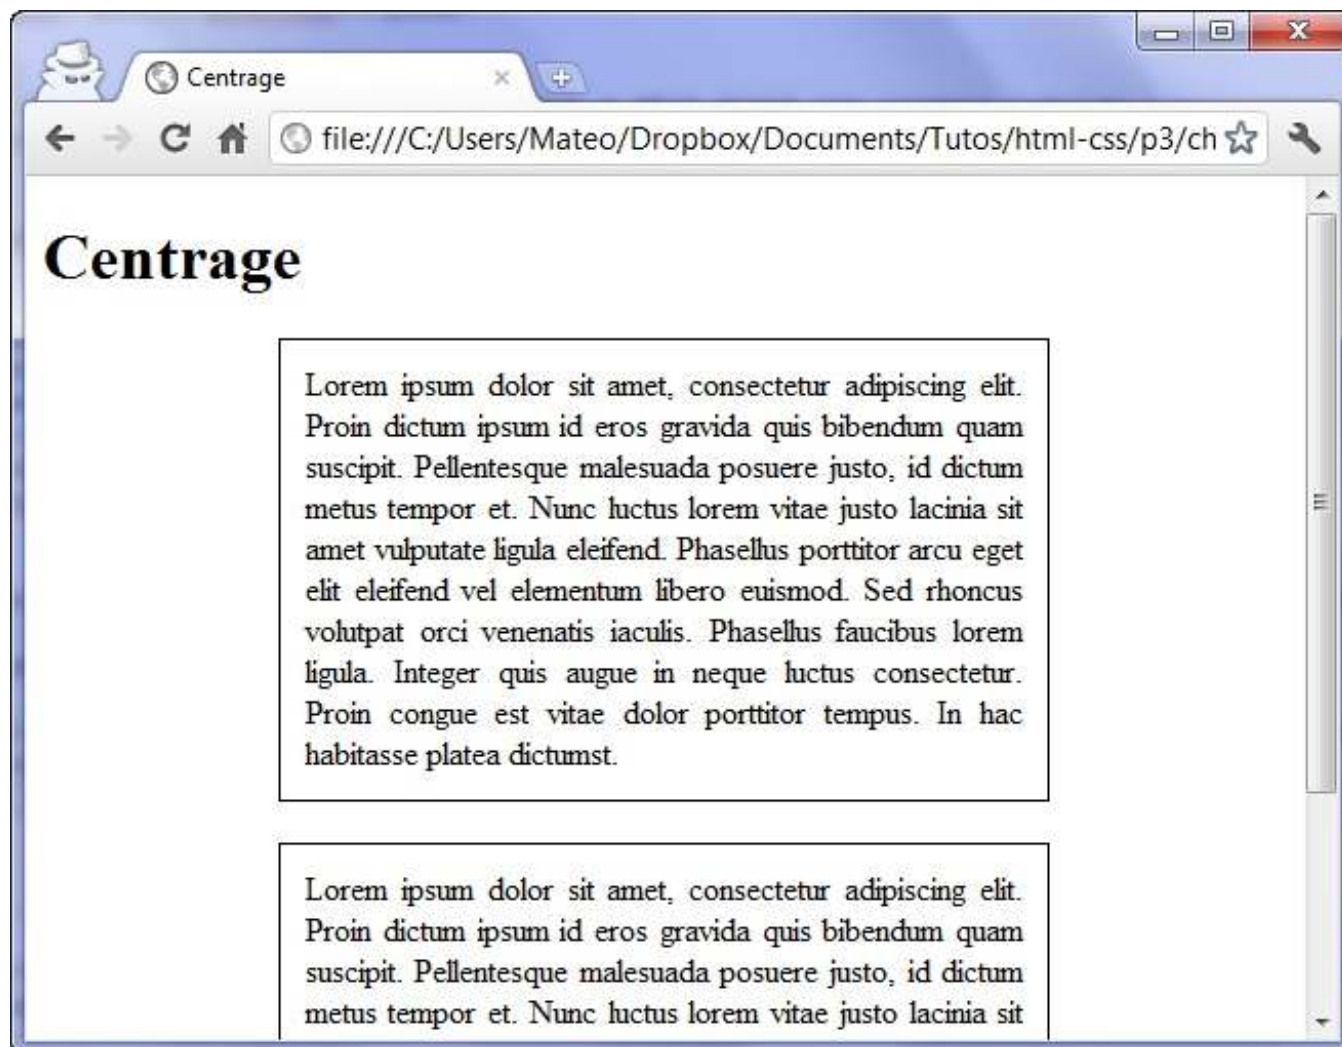 Centrage
file:///C:/Users/Mateo/Dropbox/Documents/Tutos/html-css/p3/ch
Centrage
Lorem ipsum dolor sit amet, consectetur adipiscing elit.
Proin dictum ipsum id eros gravida quis bibendum quam
suscipit. Pellentesque malesuada posuere justo, id dictum
metus tempor et. Nunc luctus lorem vitae justo lacinia sit
amet vulputate ligula eleifend. Phasellus porttitor arcu eget
elit eleifend vel elementum libero euismod. Sed rhoncus
volutpat orci venenatis iaculis. Phasellus faucibus lorem
ligula. Integer quis augue in neque luctus consectetur.
Proin congue est vitae dolor porttitor tempus. In hac
habitasse platea dictumst.
Lorem ipsum dolor sit amet, consectetur adipiscing elit.
Proin dictum ipsum id eros gravida quis bibendum quam
suscipit. Pellentesque malesuada posuere justo, id dictum
metus tempor et. Nunc luctus lorem vitae justo lacinia sit